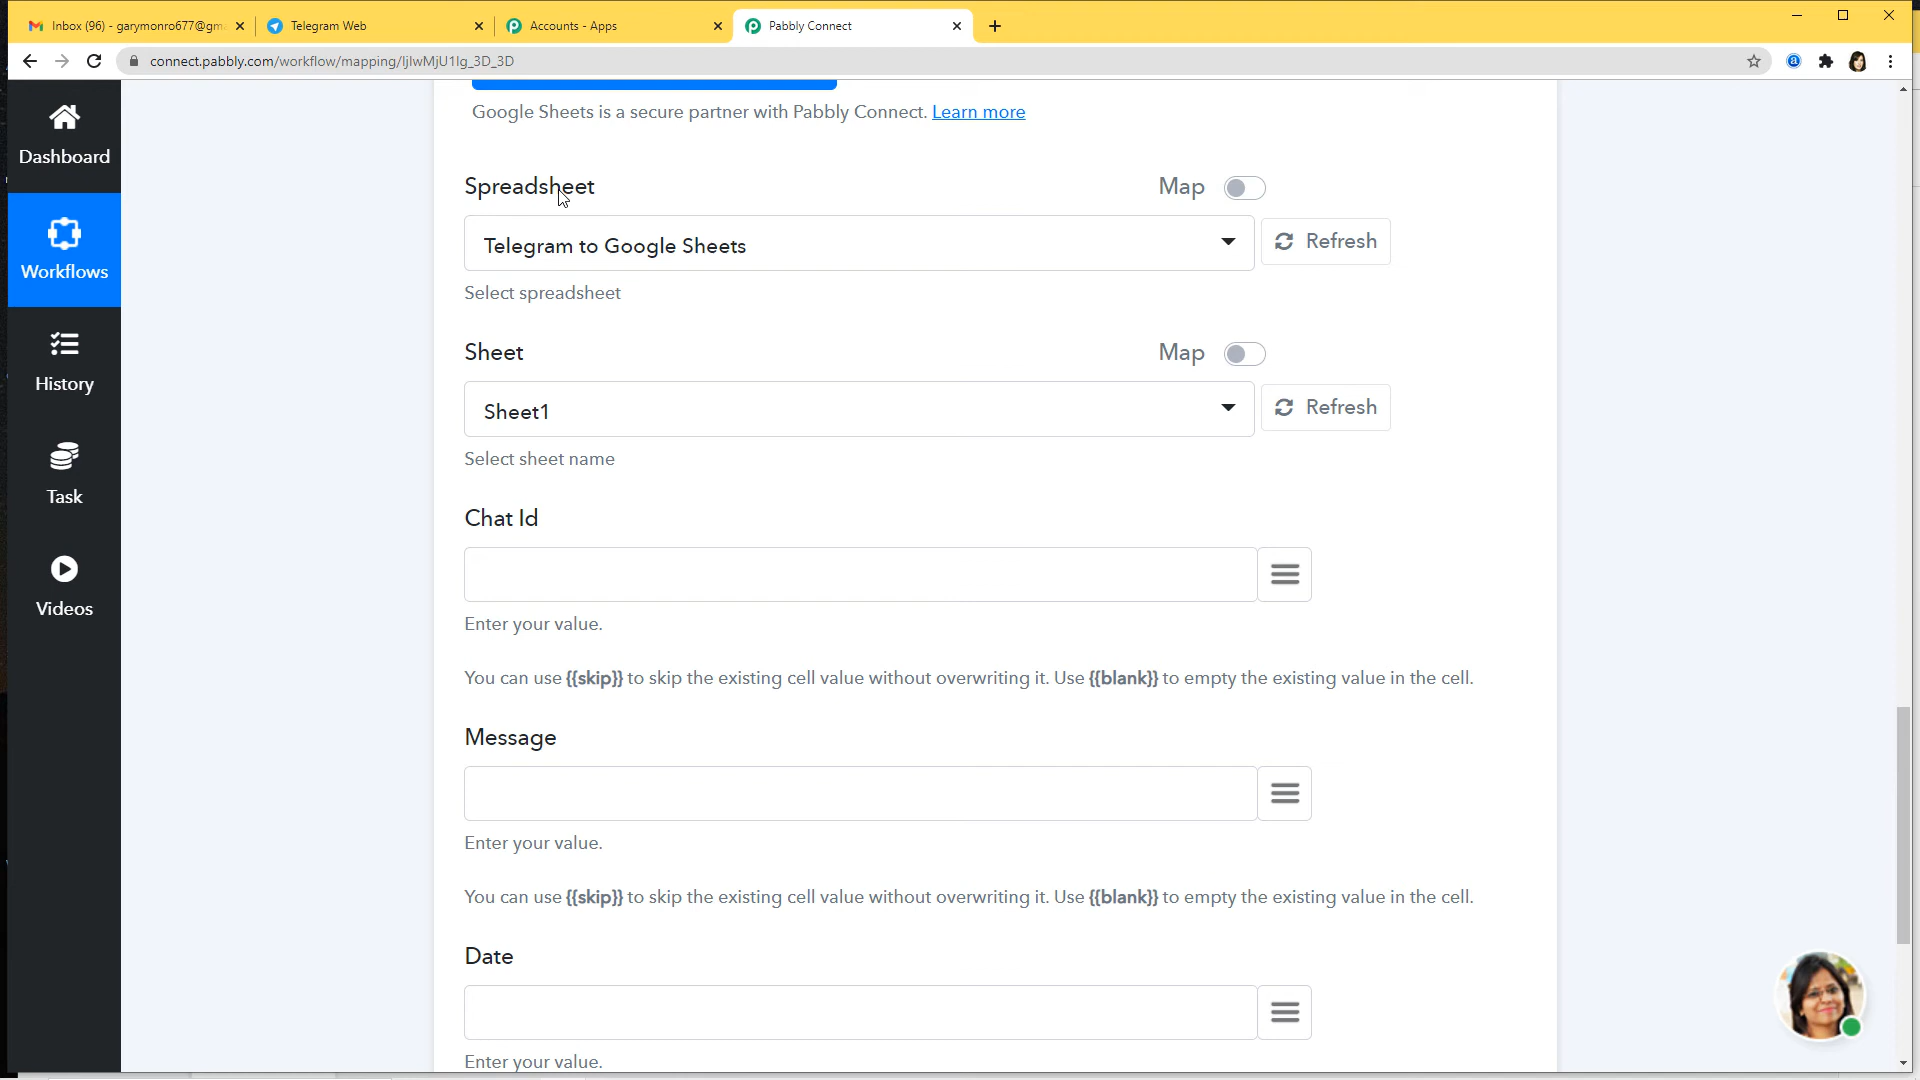 Inbox (96) - garymonro677@gm
Telegram Web
Accounts - Apps
Pabbly Connect
connect.pabbly.com/workflow/mapping/IjIwMjU1Ig_3D_3D
Dashboard
Workflows
History
Task
Videos
Google Sheets is a secure partner with Pabbly Connect. Learn more
Spreadsheet
Map
Telegram to Google Sheets
Refresh
Select spreadsheet
Sheet
Map
Sheet1
Refresh
Select sheet name
Chat Id
Enter your value.
You can use {{skip}} to skip the existing cell value without overwriting it. Use {{blank}} to empty the existing value in the cell.
Message
Enter your value.
You can use {{skip}} to skip the existing cell value without overwriting it. Use {{blank}} to empty the existing value in the cell.
Date
Enter your value.